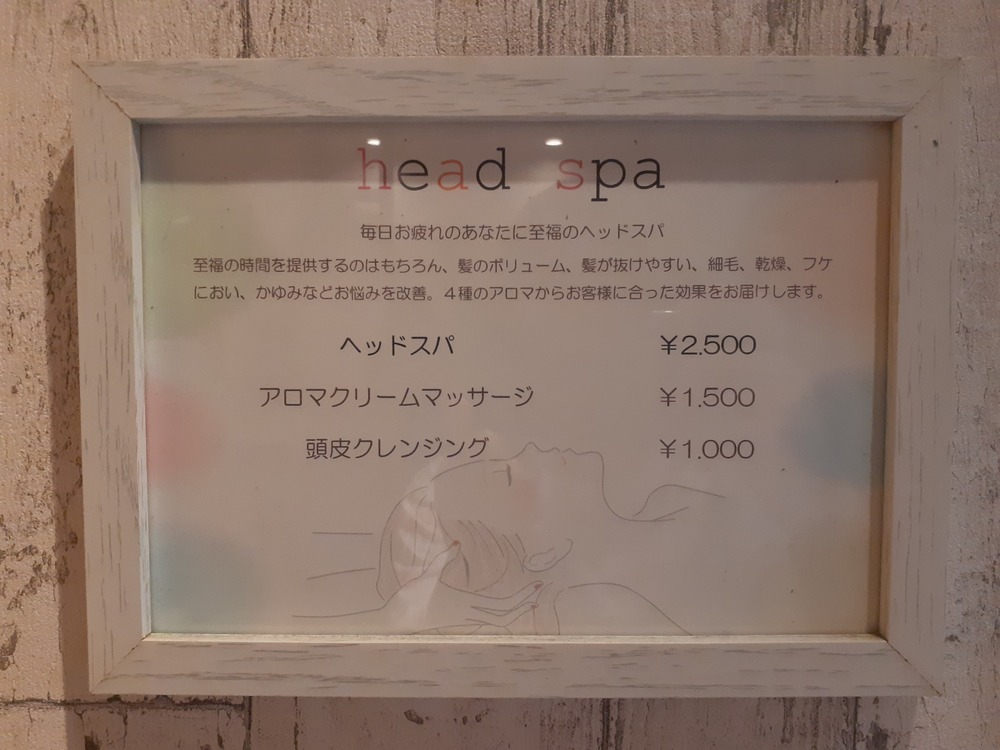 head spa
毎日お疲れのあなたに至福のヘッドスパ
至福の時間を提供するのはもちろん、髪のボリューム、髪が抜けやすい、細毛、乾燥、フケ
におい、かゆみなどお悩みを改善。４種のアロマからお客様に合った効果をお届けします。
ヘッドスパ ￥2.500
アロマクリームマッサージ ￥1.500
頭皮クレンジング ￥1.000